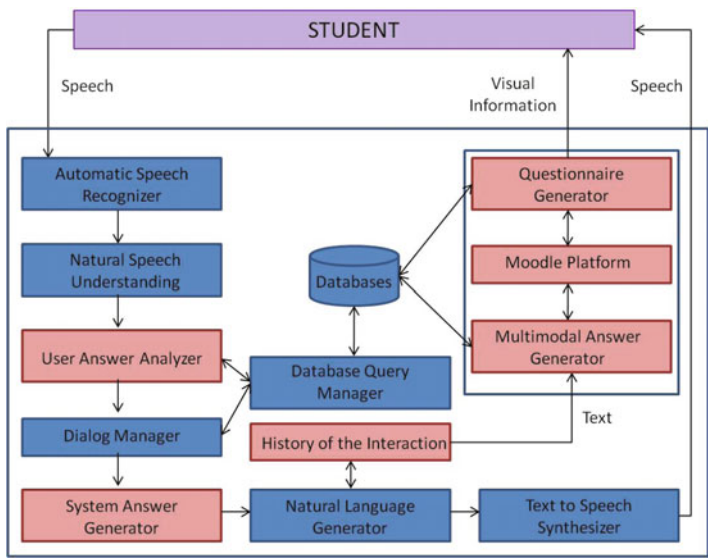 STUDENT
Speech
Visual
Information
Speech
Automatic Speech
Recognizer
Questionnaire
Generator
Natural Speech
Understanding
Databases
Moodle Platform
User Answer Analyzer
Multimodal Answer
Generator
Database Query
Manager
Dialog Manager
History of the Interaction
Text
System Answer
Generator
Natural Language
Generator
Text to Speech
Synthesizer